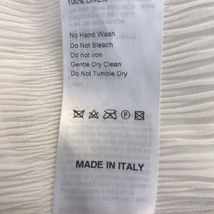 100% LINEN
No Hand Wash
Do Not Bleach
Do not Iron
Gentle Dry Clean
Do Not Tumble Dry
MADE IN ITALY